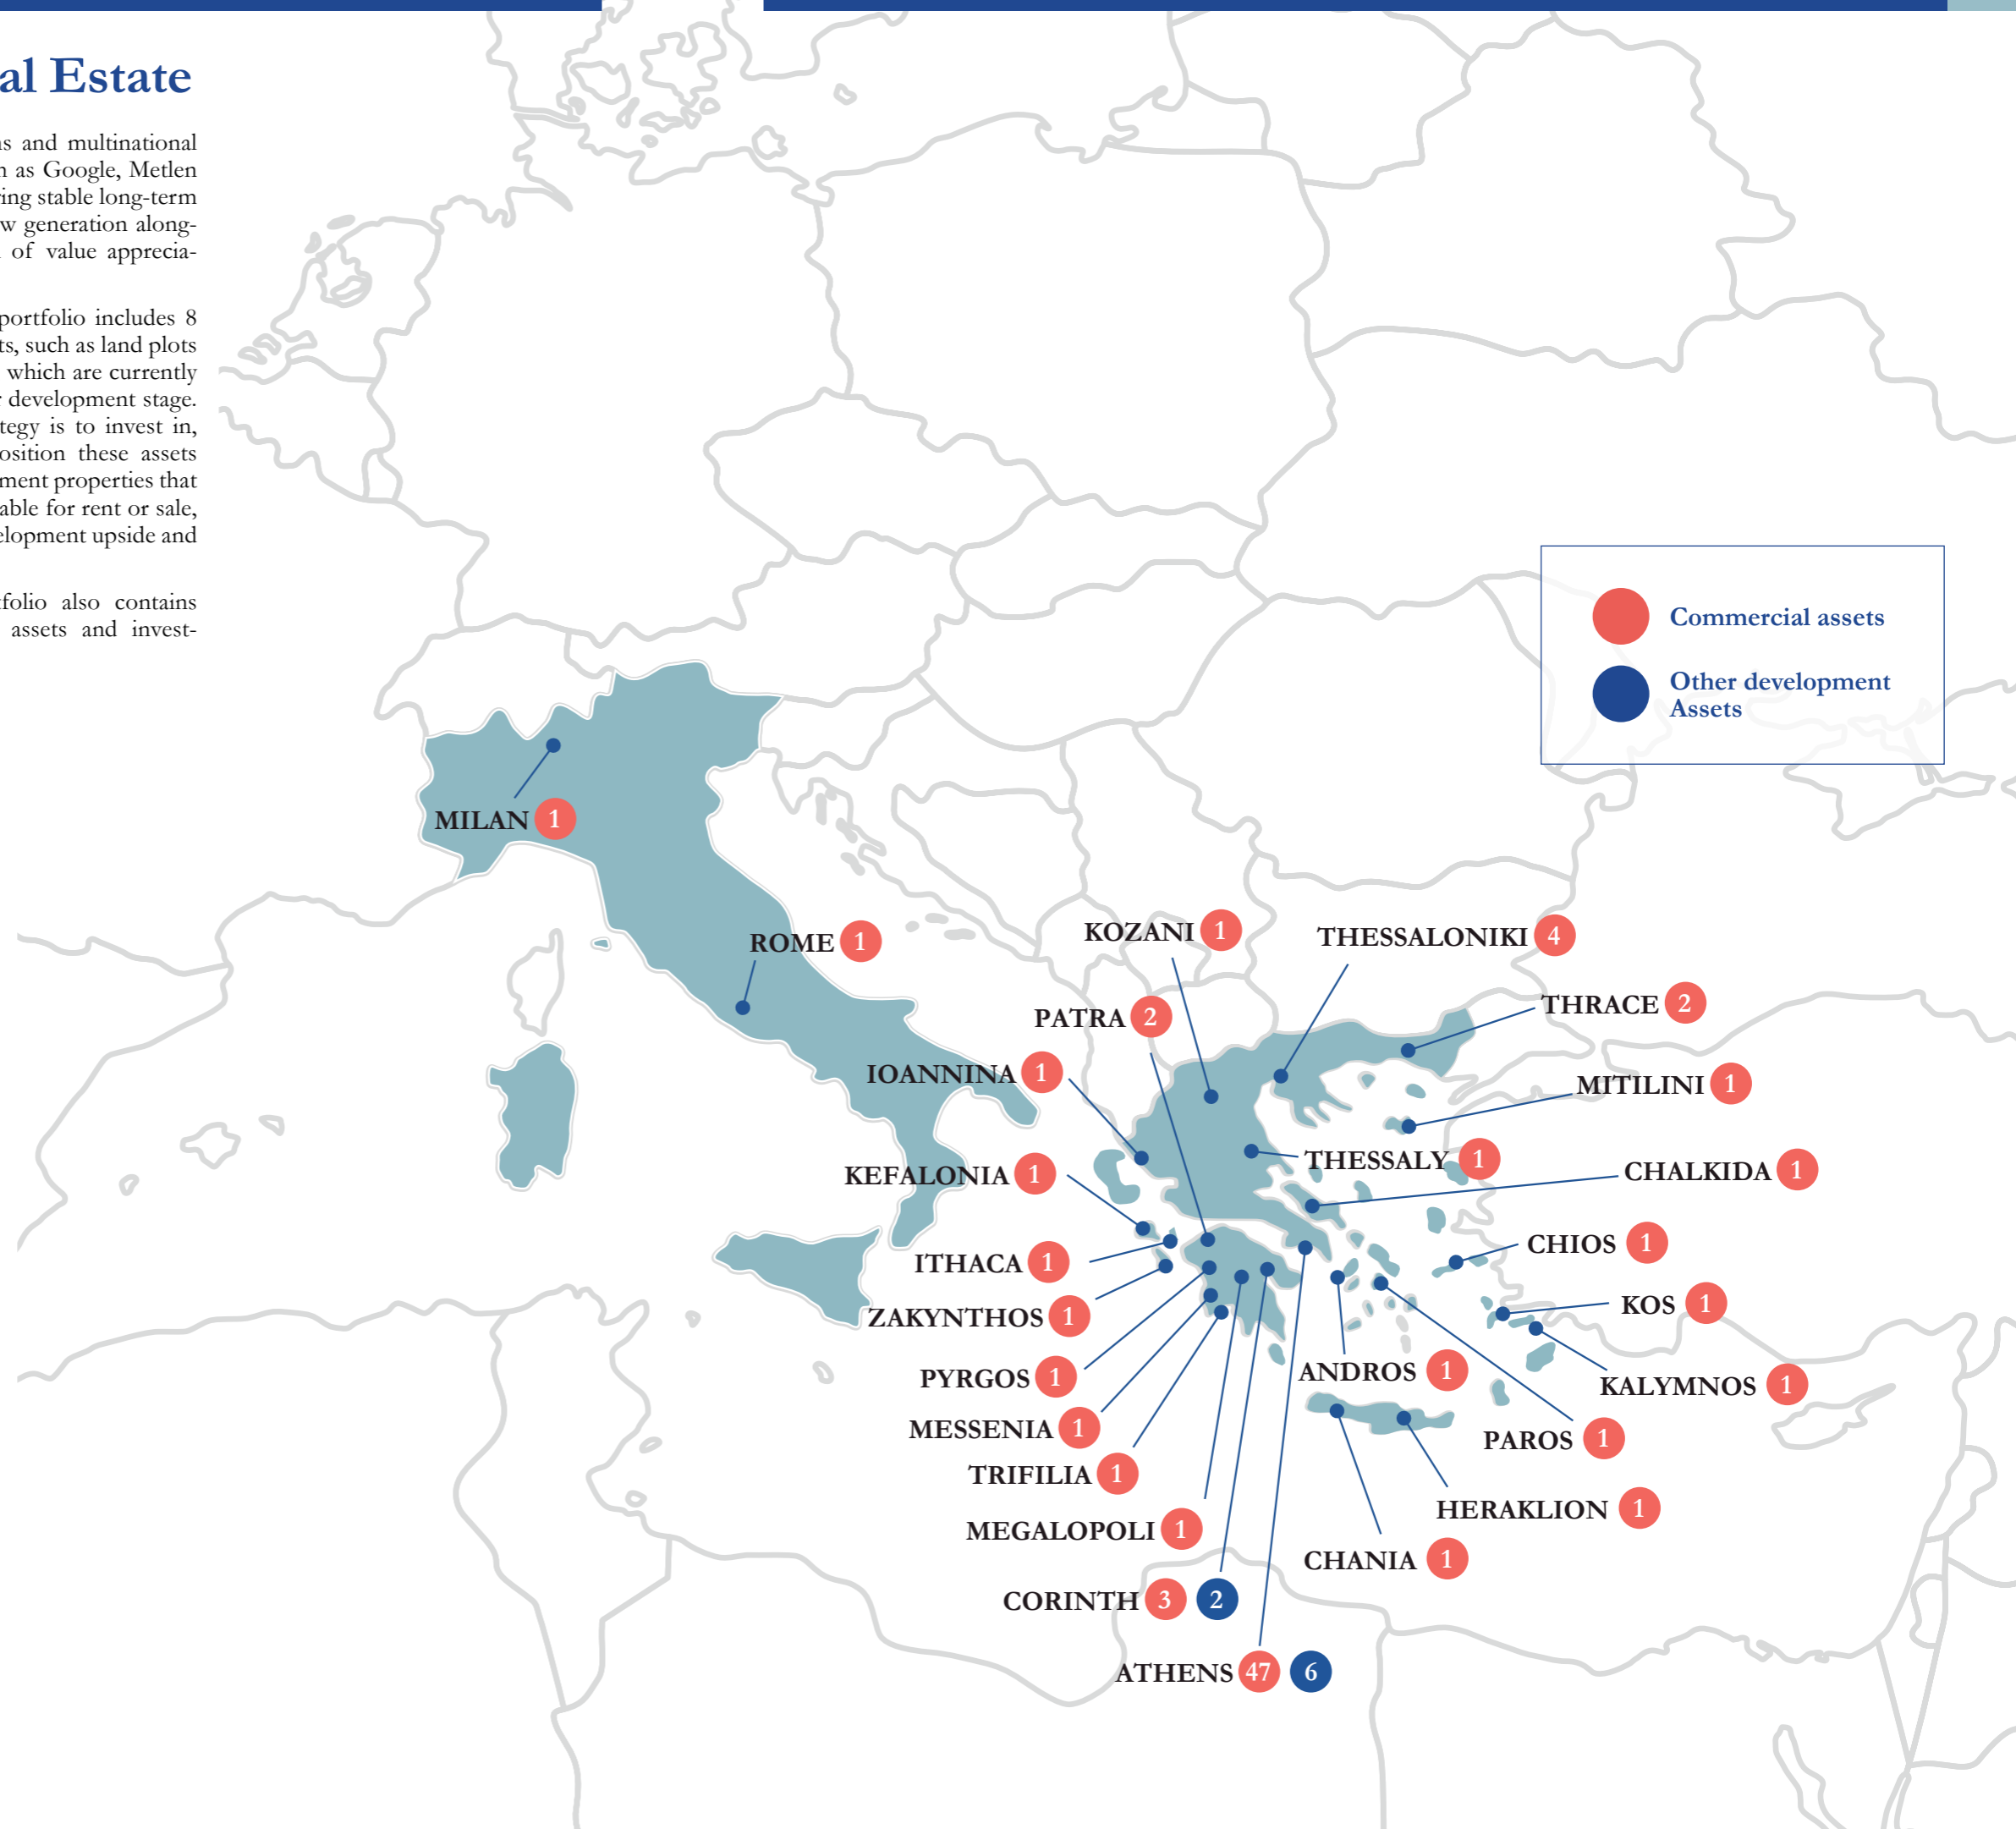 al Estate
ns and multinational
n as Google, Metlen
ring stable long-term
w generation along-
of value apprecia-
portfolio includes 8
ts, such as land plots
which are currently
r development stage.
tegy is to invest in,
osition these assets
ment properties that
able for rent or sale,
elopment upside and
tfolio also contains
assets and invest-
Commercial assets
Other development
Assets
MILAN 1
ROME 1
KOZANI 1
THESSALONIKI 4
PATRA 2
THRACE 2
IOANNINA 1
MITILINI 1
THESSALY 1
KEFALONIA 1
CHALKIDA 1
CHIOS 1
ITHACA 1
KOS 1
ZAKYNTHOS 1
ANDROS 1
PYRGOS 1
KALYMNOS 1
MESSENIA 1
PAROS 1
TRIFILIA 1
HERAKLION 1
MEGALOPOLI 1
CHANIA 1
CORINTH 3 2
ATHENS 47 6